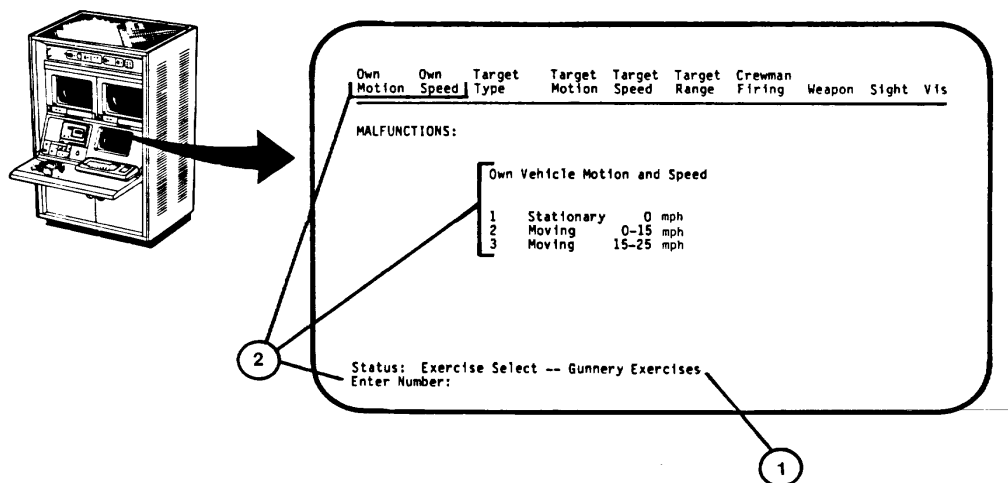 Own Own Target Target Target Target Crewman
Motion Speed Type Motion Speed Range Firing Weapon Sight Vis
MALFUNCTIONS:
Own Vehicle Motion and Speed
1 Stationary 0 mph
2 Moving 0-15 mph
3 Moving 15-25 mph
2
Status: Exercise Select -- Gunnery Exercises
Enter Number:
1